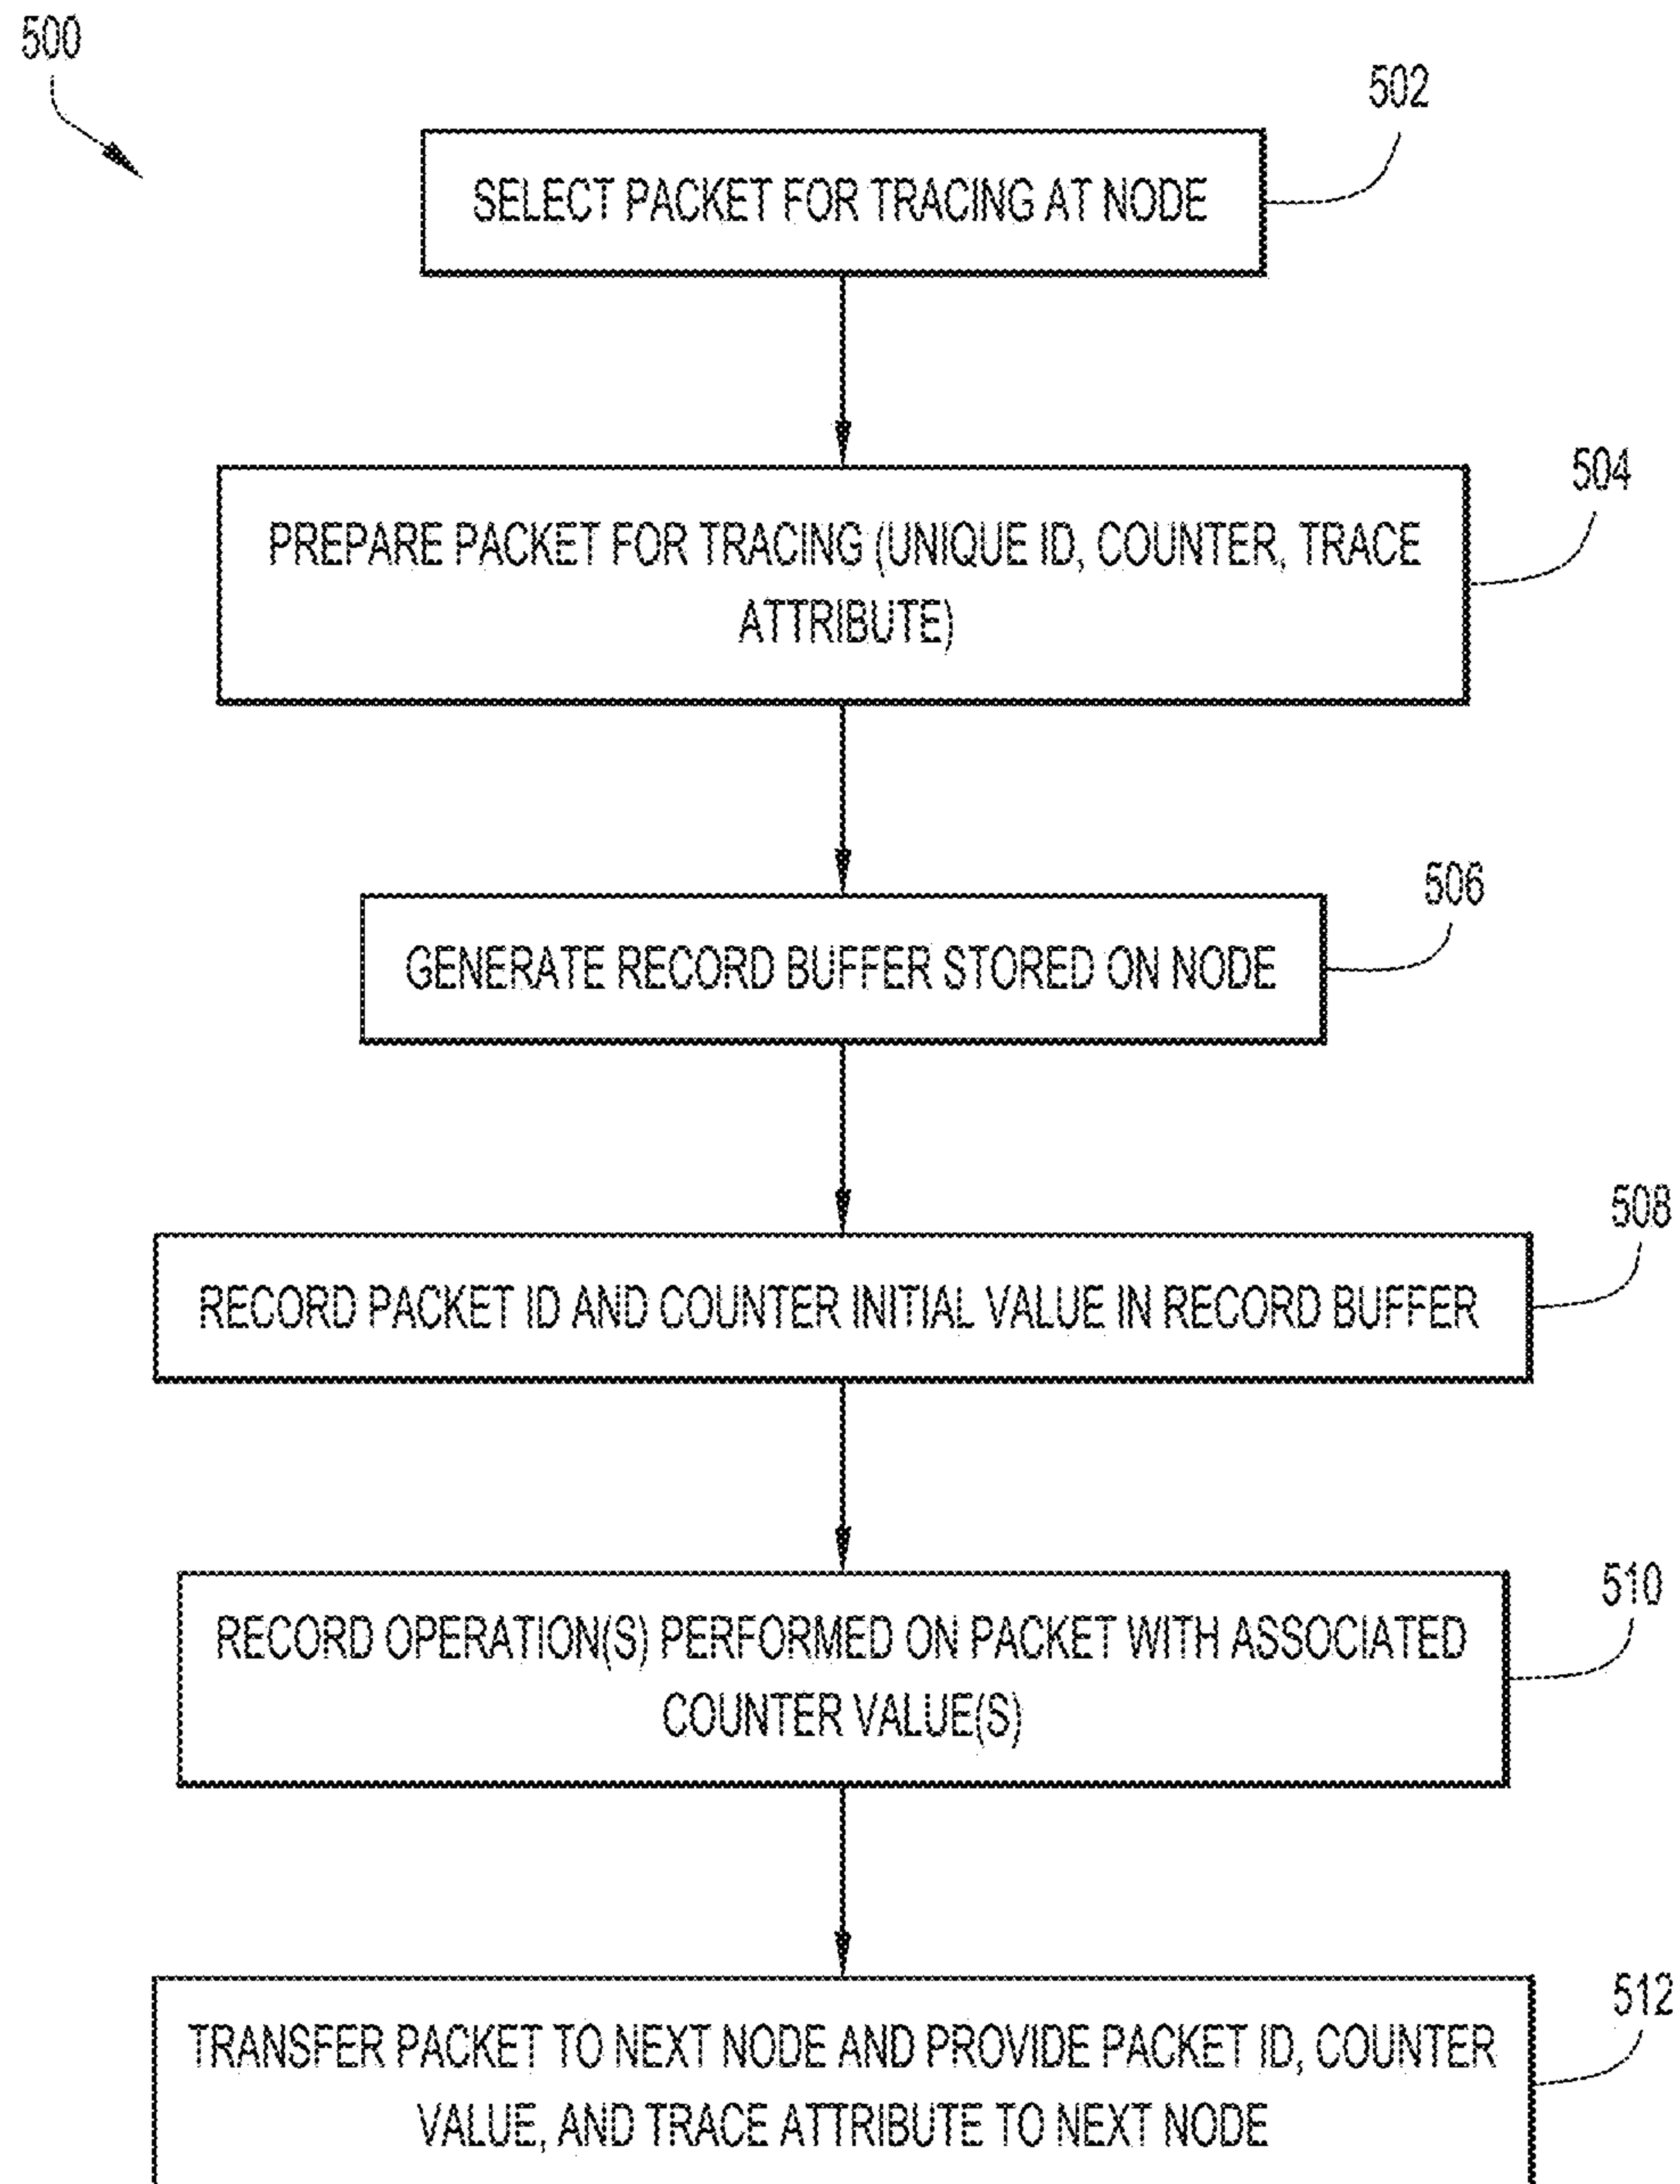 500
502
SELECT PACKET FOR TRACING AT NODE
504
PREPARE PACKET FOR TRACING (UNIQUE ID, COUNTER, TRACE
ATTRIBUTE)
506
GENERATE RECORD BUFFER STORED ON NODE
508
RECORD PACKET ID AND COUNTER INITIAL VALUE IN RECORD BUFFER
510
RECORD OPERATION(S) PERFORMED ON PACKET WITH ASSOCIATED
COUNTER VALUE(S)
512
TRANSFER PACKET TO NEXT NODE AND PROVIDE PACKET ID, COUNTER
VALUE, AND TRACE ATTRIBUTE TO NEXT NODE